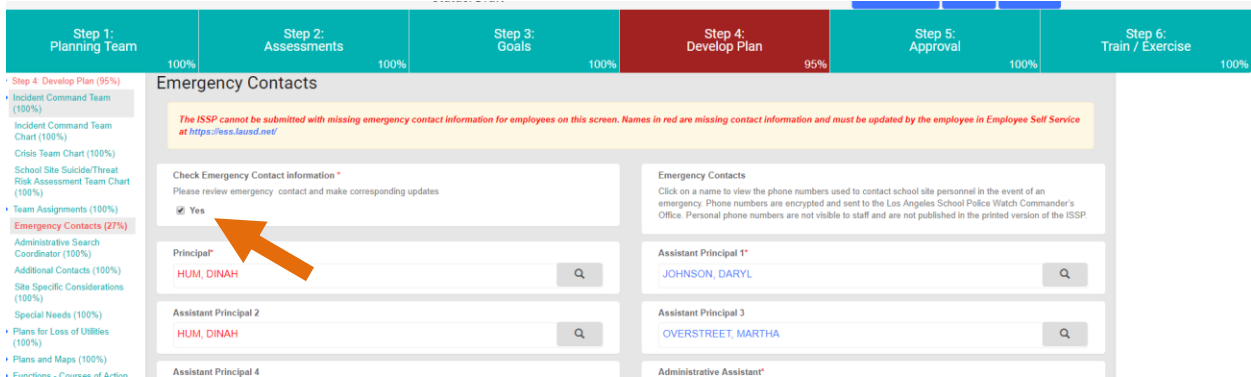 Step 1:
Planning Team
100%
Step 2:
Assessments
100%
Step 3:
Goals
100%
Step 4:
Develop Plan
95%
Step 5:
Approval
100%
Step 6:
Train / Exercise
100%
Step 4: Develop Plan (95%)
Incident Command Team
(100%)
Incident Command Team
Chart (100%)
Crisis Team Chart (100%)
School Site Suicide/Threat
Risk Assessment Team Chart
(100%)
Team Assignments (100%)
Emergency Contacts (27%)
Administrative Search
Coordinator (100%)
Additional Contacts (100%)
Site Specific Considerations
(100%)
Special Needs (100%)
Plans for Loss of Utilities
(100%)
Plans and Maps (100%)
Functions - Courses of Action
Emergency Contacts
The ISSP cannot be submitted with missing emergency contact information for employees on this screen. Names in red are missing contact information and must be updated by the employee in Employee Self Service
at https://ess.lausd.net/
Check Emergency Contact information *
Please review emergency contact and make corresponding updates
Yes
Emergency Contacts
Click on a name to view the phone numbers used to contact school site personnel in the event of an
emergency. Phone numbers are encrypted and sent to the Los Angeles School Police Watch Commander's
Office. Personal phone numbers are not visible to staff and are not published in the printed version of the ISSP.
Principal*
HUM, DINAH
Assistant Principal 1*
JOHNSON, DARYL
Assistant Principal 2
HUM, DINAH
Assistant Principal 3
OVERSTREET, MARTHA
Assistant Principal 4
Administrative Assistant*